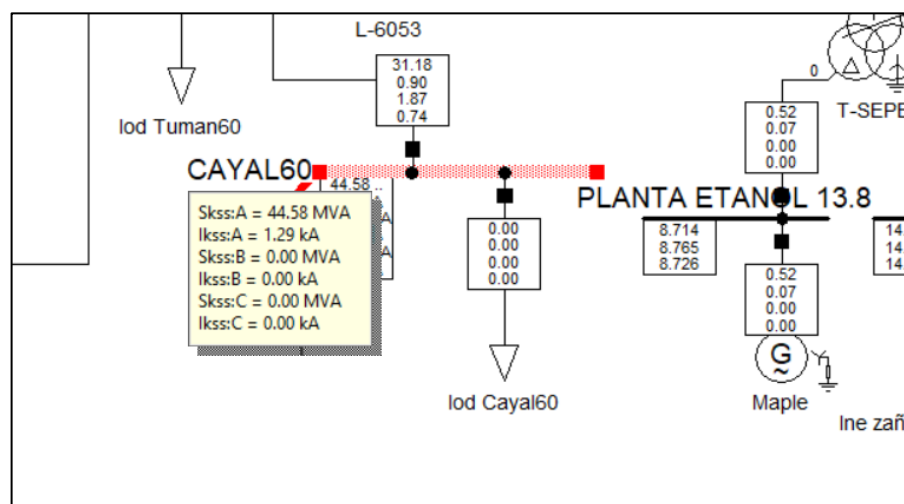 L-6053
31.18
0.90
1.87
0.74
lod Tuman60
0
0.52
0.07
0.00
0.00
T-SEPE
CAYAL60
44.58 ..
Skss:A = 44.58 MVA
Ikss:A = 1.29 kA
Skss:B = 0.00 MVA
Ikss:B = 0.00 kA
Skss:C = 0.00 MVA
Ikss:C = 0.00 kA
0.00
0.00
0.00
0.00
PLANTA ETANOL 13.8
8.714
8.765
8.726
14.
14.
14.
0.52
0.07
0.00
0.00
G
~
lod Cayal60
Maple
Ine zañ